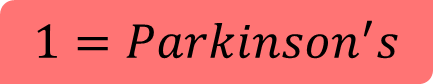 1 = Parkinson's